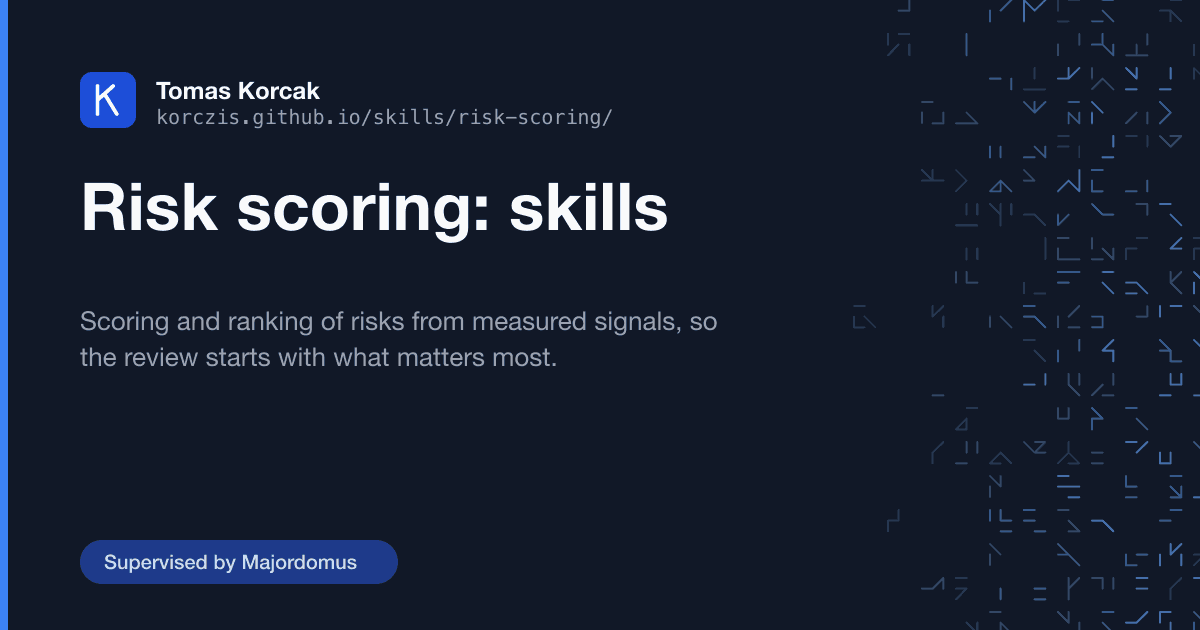 K
Tomas Korcak
korczis.github.io/skills/risk-scoring/
Risk scoring: skills
Scoring and ranking of risks from measured signals, so
the review starts with what matters most.
Supervised by Majordomus